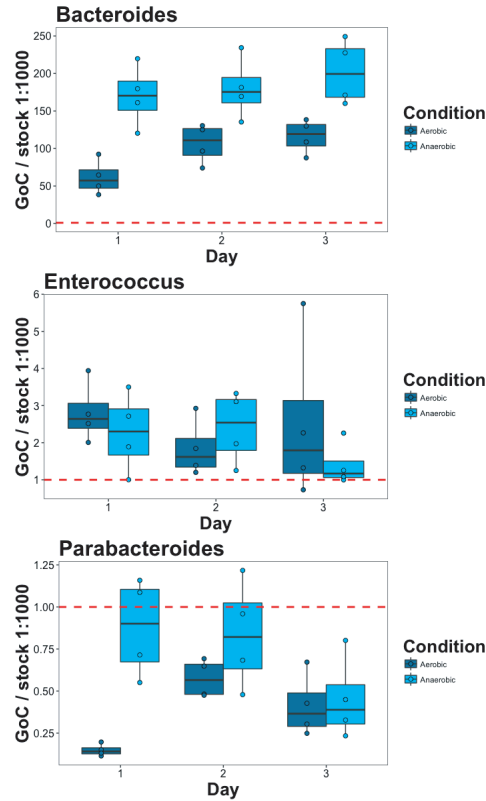 Bacteroides
GoC / stock 1:1000
250
200
150
100
50
0
1 2 3
Day
Condition
Aerobic
Anaerobic
Enterococcus
GoC / stock 1:1000
6
5
4
3
2
1
1 2 3
Day
Condition
Aerobic
Anaerobic
Parabacteroides
GoC / stock 1:1000
1.25
1.00
0.75
0.50
0.25
1 2 3
Day
Condition
Aerobic
Anaerobic